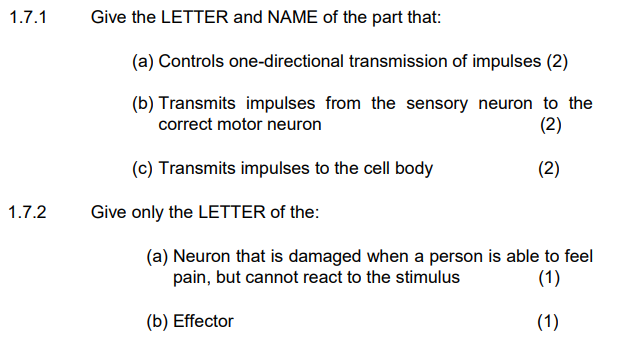 1.7.1 Give the LETTER and NAME of the part that:
(a) Controls one-directional transmission of impulses (2)
(b) Transmits impulses from the sensory neuron to the
correct motor neuron (2)
(c) Transmits impulses to the cell body (2)
1.7.2 Give only the LETTER of the:
(a) Neuron that is damaged when a person is able to feel
pain, but cannot react to the stimulus (1)
(b) Effector (1)